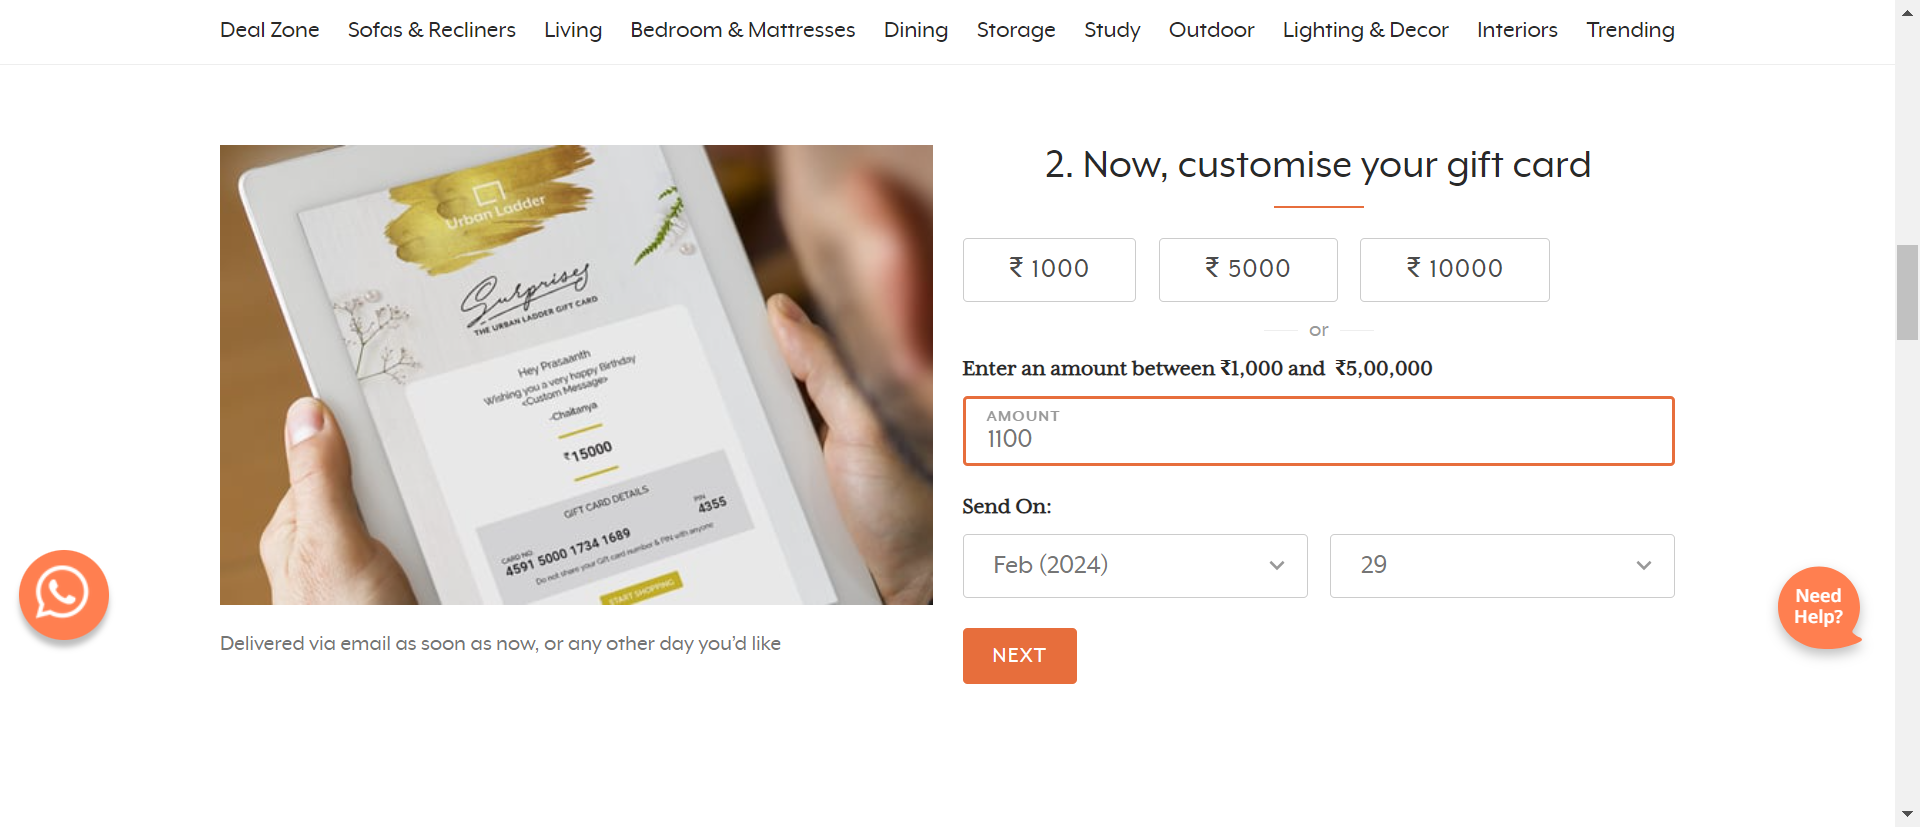 Deal Zone Sofas & Recliners Living Bedroom & Mattresses Dining Storage Study Outdoor Lighting & Decor Interiors Trending
Urban Ladder
Surprises
THE URBAN LADDER GIFT CARD
Hey Prasaanth
Wishing you a very happy Birthday
<Custom Message>
-Chaitanya
₹15000
GIFT CARD DETAILS
CARD NO. PIN
4591 5000 1734 1689 4355
Do not share your Gift card number & PIN with anyone
START SHOPPING
Delivered via email as soon as now, or any other day you’d like
2. Now, customise your gift card
₹ 1000 ₹ 5000 ₹ 10000
or
Enter an amount between ₹1,000 and ₹5,00,000
AMOUNT
1100
Send On:
Feb (2024) 29
NEXT
Need
Help?